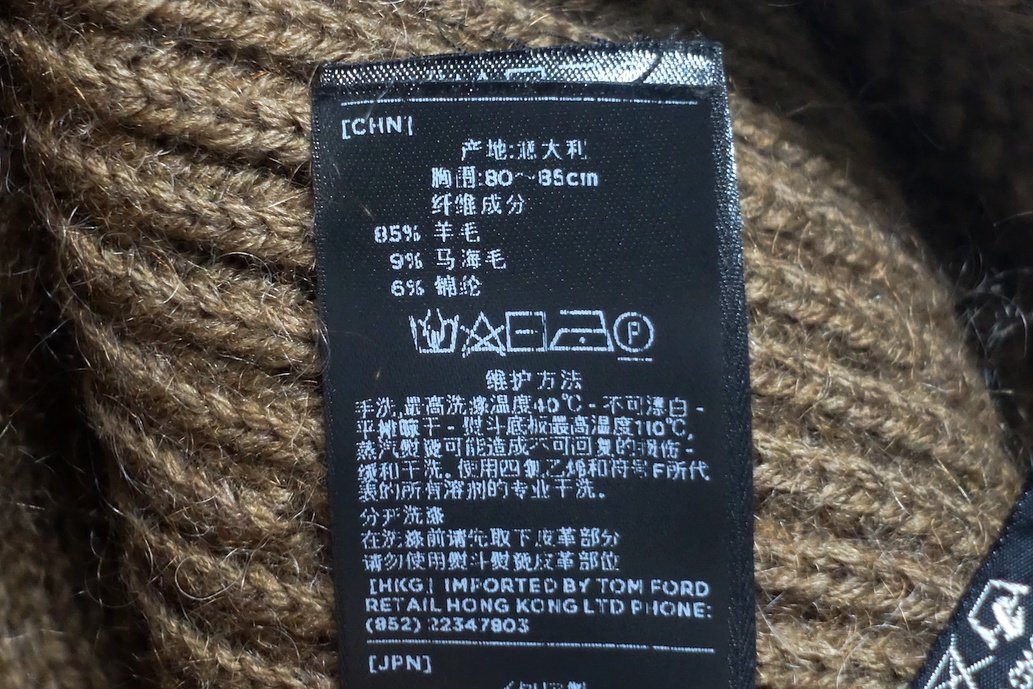 [CHN]
产地:意大利
胸围:80~85cm
纤维成分
85% 羊毛
9% 马海毛
6% 锦纶
P
维护方法
手洗,最高洗涤温度40℃-不可漂白-
平摊晾干-熨斗底板最高温度110℃,
蒸汽熨烫可能造成不可回复的损伤-
缓和干洗,使用四氯乙烯和符号F所代
表的所有溶剂的专业干洗。
分开洗涤
在洗涤前请先取下皮革部分
请勿使用熨斗熨烫皮革部位
[HKG] IMPORTED BY TOM FORD
RETAIL HONG KONG LTD PHONE:
(852) 22347803
[JPN]